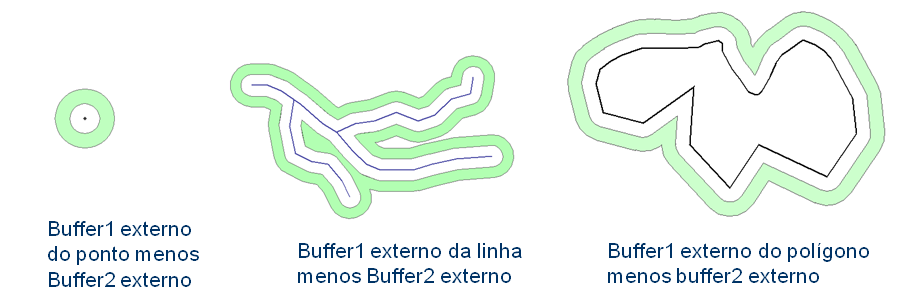 Buffer1 externo
do ponto menos
Buffer2 externo
Buffer1 externo da linha
menos Buffer2 externo
Buffer1 externo do polígono
menos buffer2 externo